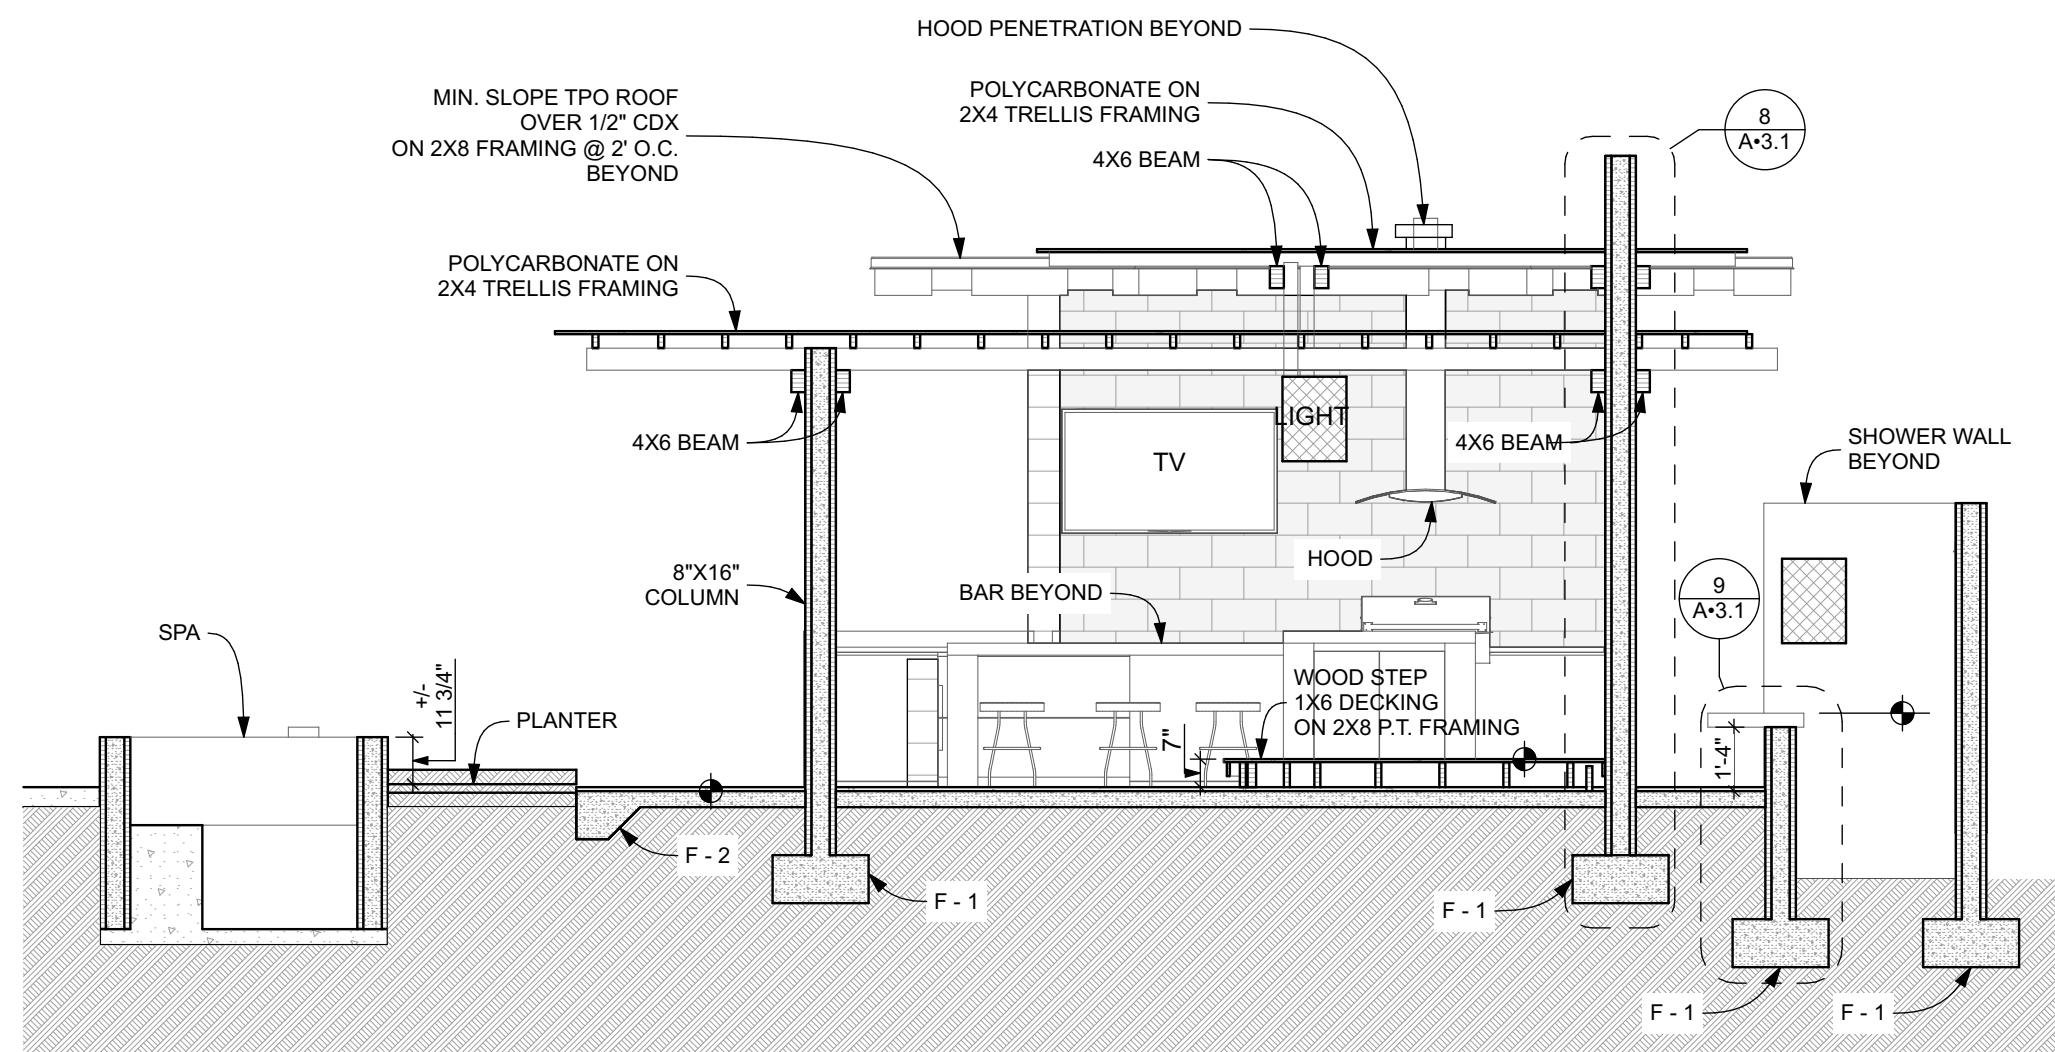 HOOD PENETRATION BEYOND
POLYCARBONATE ON
2X4 TRELLIS FRAMING
MIN. SLOPE TPO ROOF
OVER 1/2" CDX
ON 2X8 FRAMING @ 2' O.C.
BEYOND
4X6 BEAM
8
A•3.1
POLYCARBONATE ON
2X4 TRELLIS FRAMING
LIGHT
4X6 BEAM
TV
4X6 BEAM
SHOWER WALL
BEYOND
HOOD
8"X16"
COLUMN
BAR BEYOND
9
A•3.1
SPA
+/-
11 3/4"
PLANTER
WOOD STEP
1X6 DECKING
ON 2X8 P.T. FRAMING
7"
1'-4"
F - 2
F - 1
F - 1
F - 1
F - 1